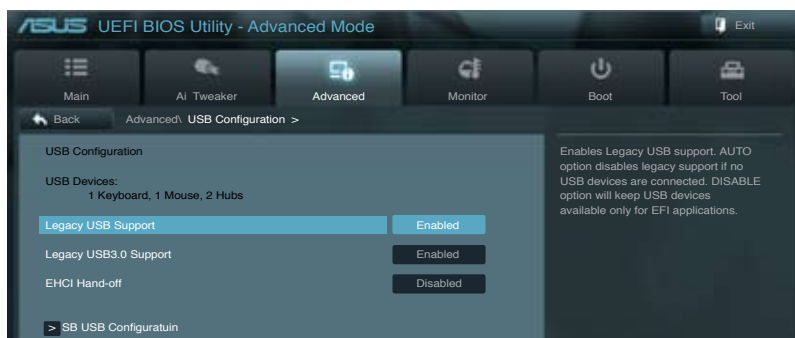 ASUS UEFI BIOS Utility - Advanced Mode
Exit
Main
Ai Tweaker
Advanced
Monitor
Boot
Tool
Back
Advanced\ USB Configuration >
USB Configuration
USB Devices:
1 Keyboard, 1 Mouse, 2 Hubs
Legacy USB Support Enabled
Legacy USB3.0 Support Enabled
EHCI Hand-off Disabled
> SB USB Configuratuin
Enables Legacy USB support. AUTO
option disables legacy support if no
USB devices are connected. DISABLE
option will keep USB devices
available only for EFI applications.